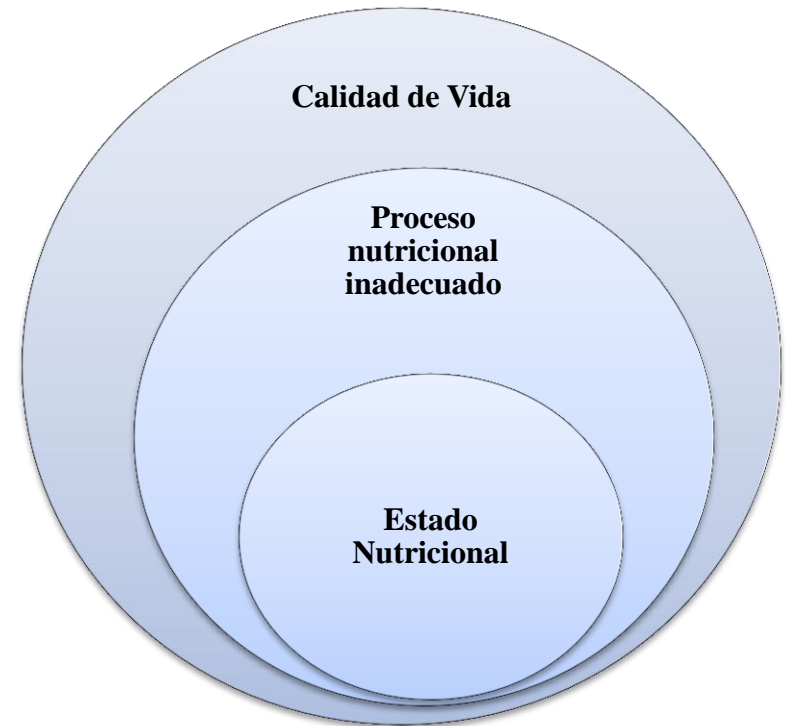 Calidad de Vida
Proceso
nutricional
inadecuado
Estado
Nutricional